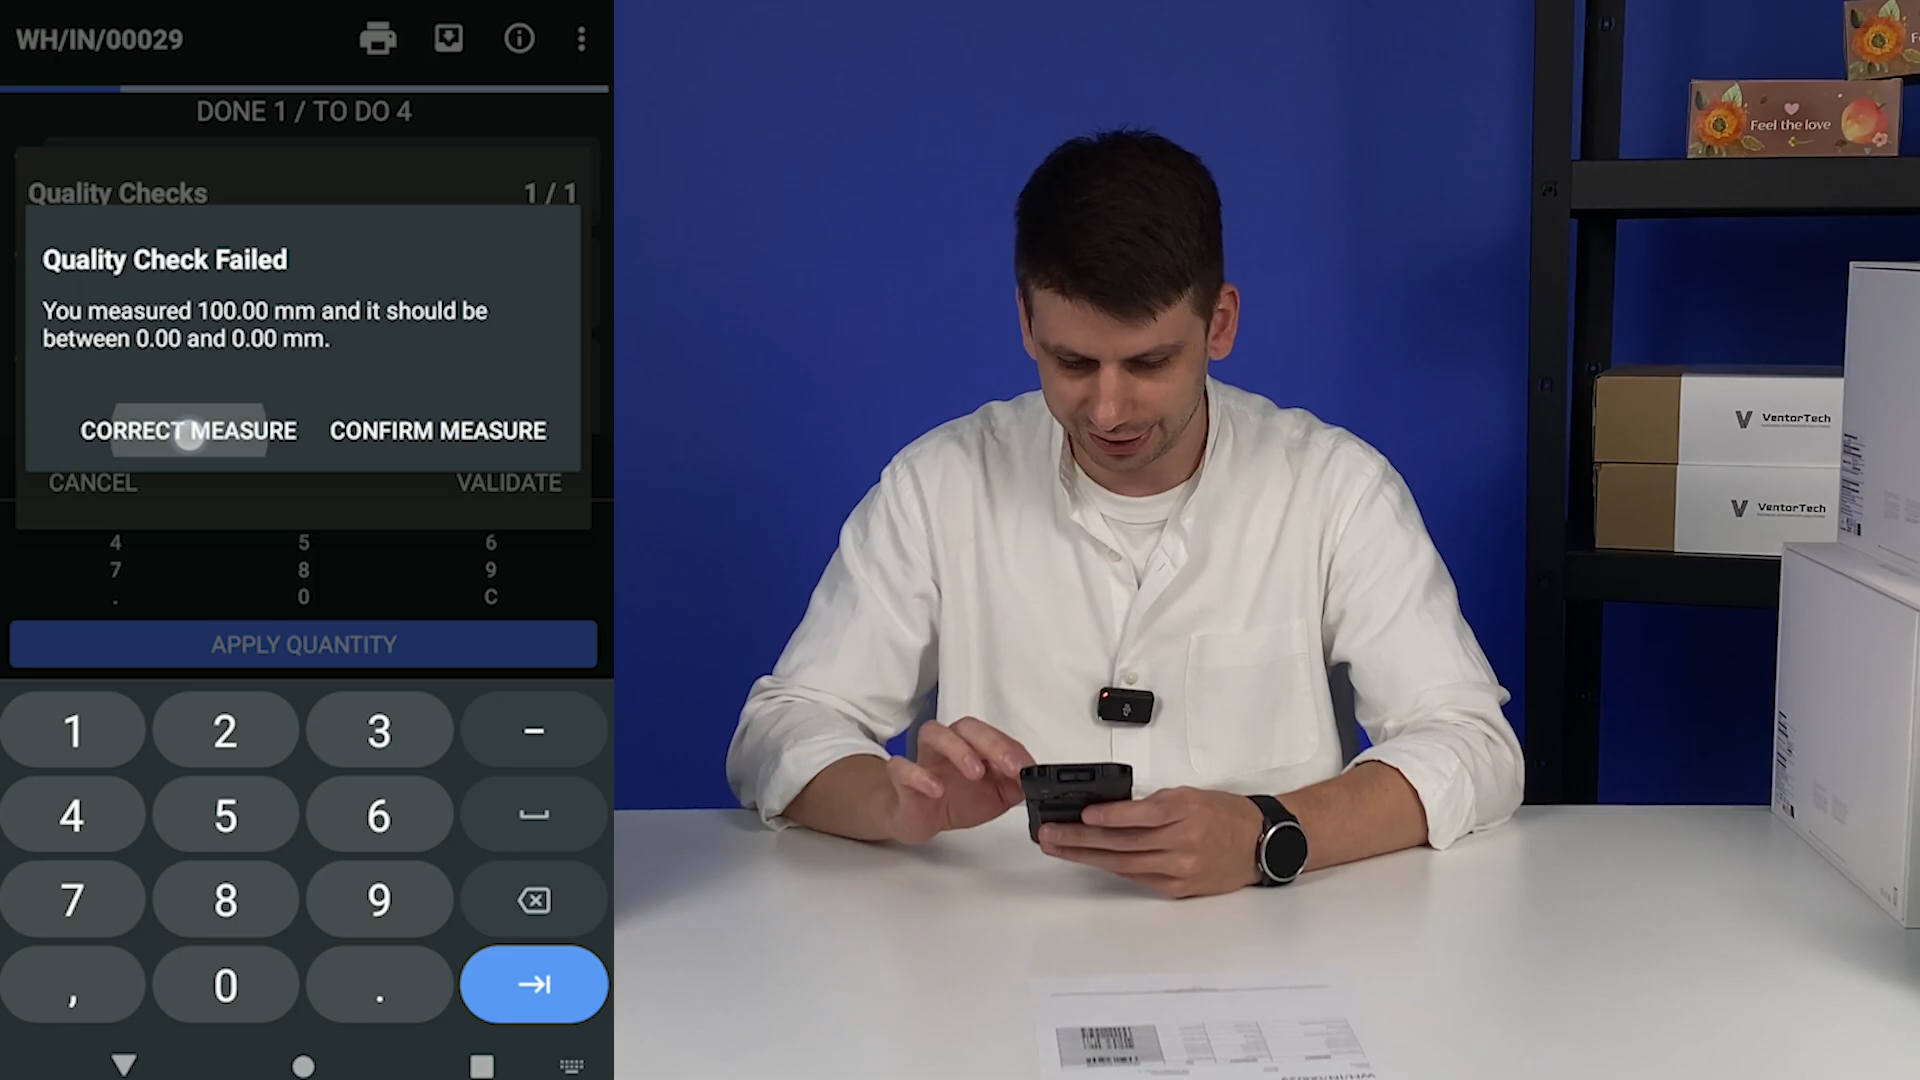 WH/IN/00029
DONE 1 / TO DO 4
Quality Checks 1 / 1
Quality Check Failed
You measured 100.00 mm and it should be
between 0.00 and 0.00 mm.
CORRECT MEASURE CONFIRM MEASURE
CANCEL VALIDATE
4 5 6
7 8 9
. 0 C
APPLY QUANTITY
1 2 3 –
4 5 6
7 8 9
, 0 .
Feel the love
VentorTech
VentorTech